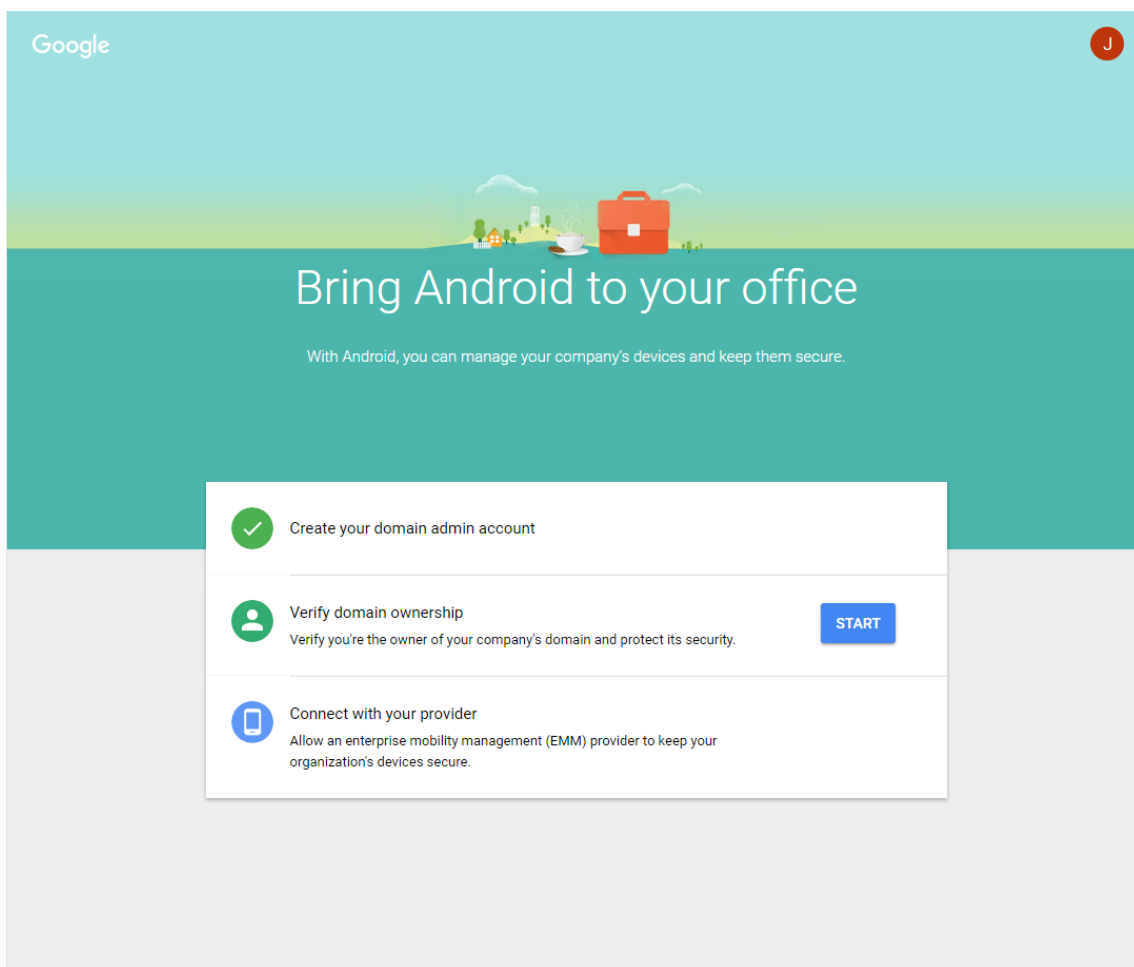 Google
J
Bring Android to your office
With Android, you can manage your company's devices and keep them secure.
Create your domain admin account
Verify domain ownership
Verify you're the owner of your company's domain and protect its security.
START
Connect with your provider
Allow an enterprise mobility management (EMM) provider to keep your
organization's devices secure.